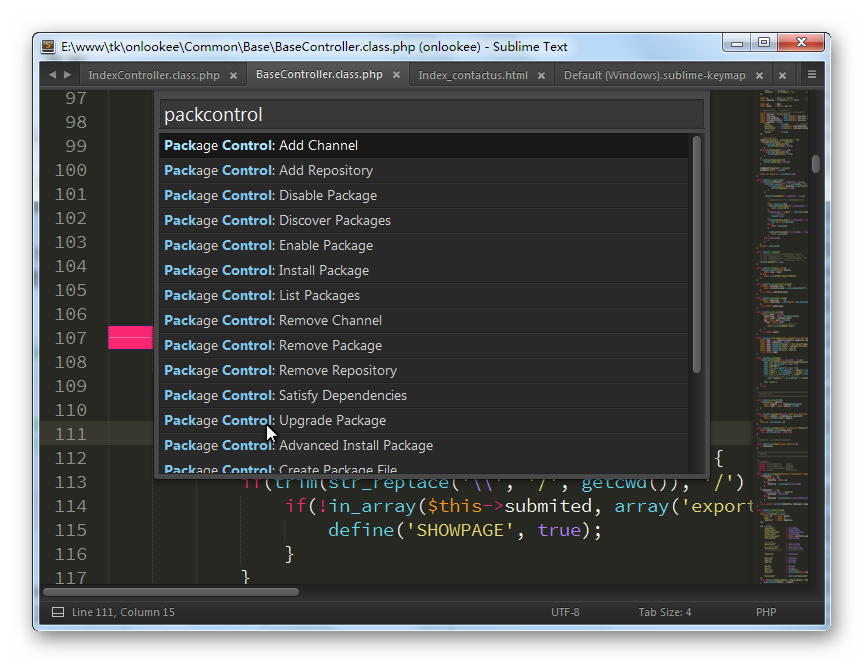 E:\www\tk\onlookee\Common\Base\BaseController.class.php (onlookee) - Sublime Text
IndexController.class.php BaseController.class.php Index_contactus.html Default (Windows).sublime-keymap
packcontrol
Package Control: Add Channel
Package Control: Add Repository
Package Control: Disable Package
Package Control: Discover Packages
Package Control: Enable Package
Package Control: Install Package
Package Control: List Packages
Package Control: Remove Channel
Package Control: Remove Package
Package Control: Remove Repository
Package Control: Satisfy Dependencies
Package Control: Upgrade Package
Package Control: Advanced Install Package
Package Control: Create Package File
97
98
99
100
101
102
103
104
105
106
107
108
109
110
111
112 {
113 if(trim(str_replace('\\', '/', getcwd()), '/')
114 if(!in_array($this->submited, array('export
115 define('SHOWPAGE', true);
116 }
117 }
Line 111, Column 15 UTF-8 Tab Size: 4 PHP